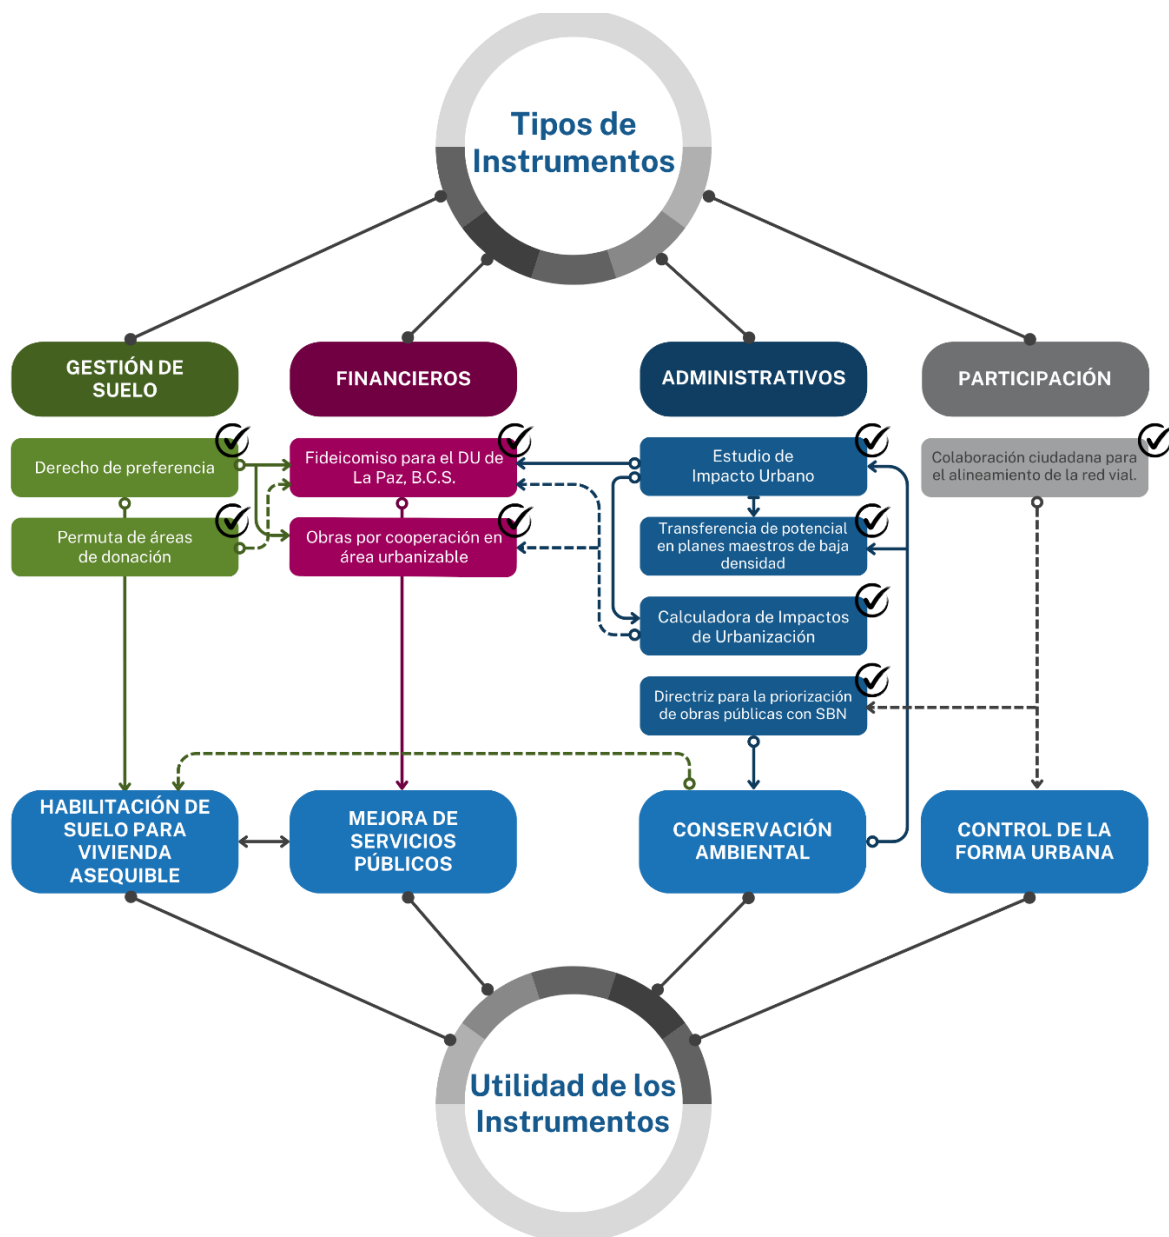 Tipos de
Instrumentos
GESTIÓN DE
SUELO
FINANCIEROS
ADMINISTRATIVOS
PARTICIPACIÓN
Derecho de preferencia
Permuta de áreas
de donación
Fideicomiso para el DU de
La Paz, B.C.S.
Obras por cooperación en
área urbanizable
Estudio de
Impacto Urbano
Transferencia de potencial
en planes maestros de baja
densidad
Calculadora de Impactos
de Urbanización
Directriz para la priorización
de obras públicas con SBN
Colaboración ciudadana para
el alineamiento de la red vial.
HABILITACIÓN DE
SUELO PARA
VIVIENDA
ASEQUIBLE
MEJORA DE
SERVICIOS
PÚBLICOS
CONSERVACIÓN
AMBIENTAL
CONTROL DE LA
FORMA URBANA
Utilidad de los
Instrumentos